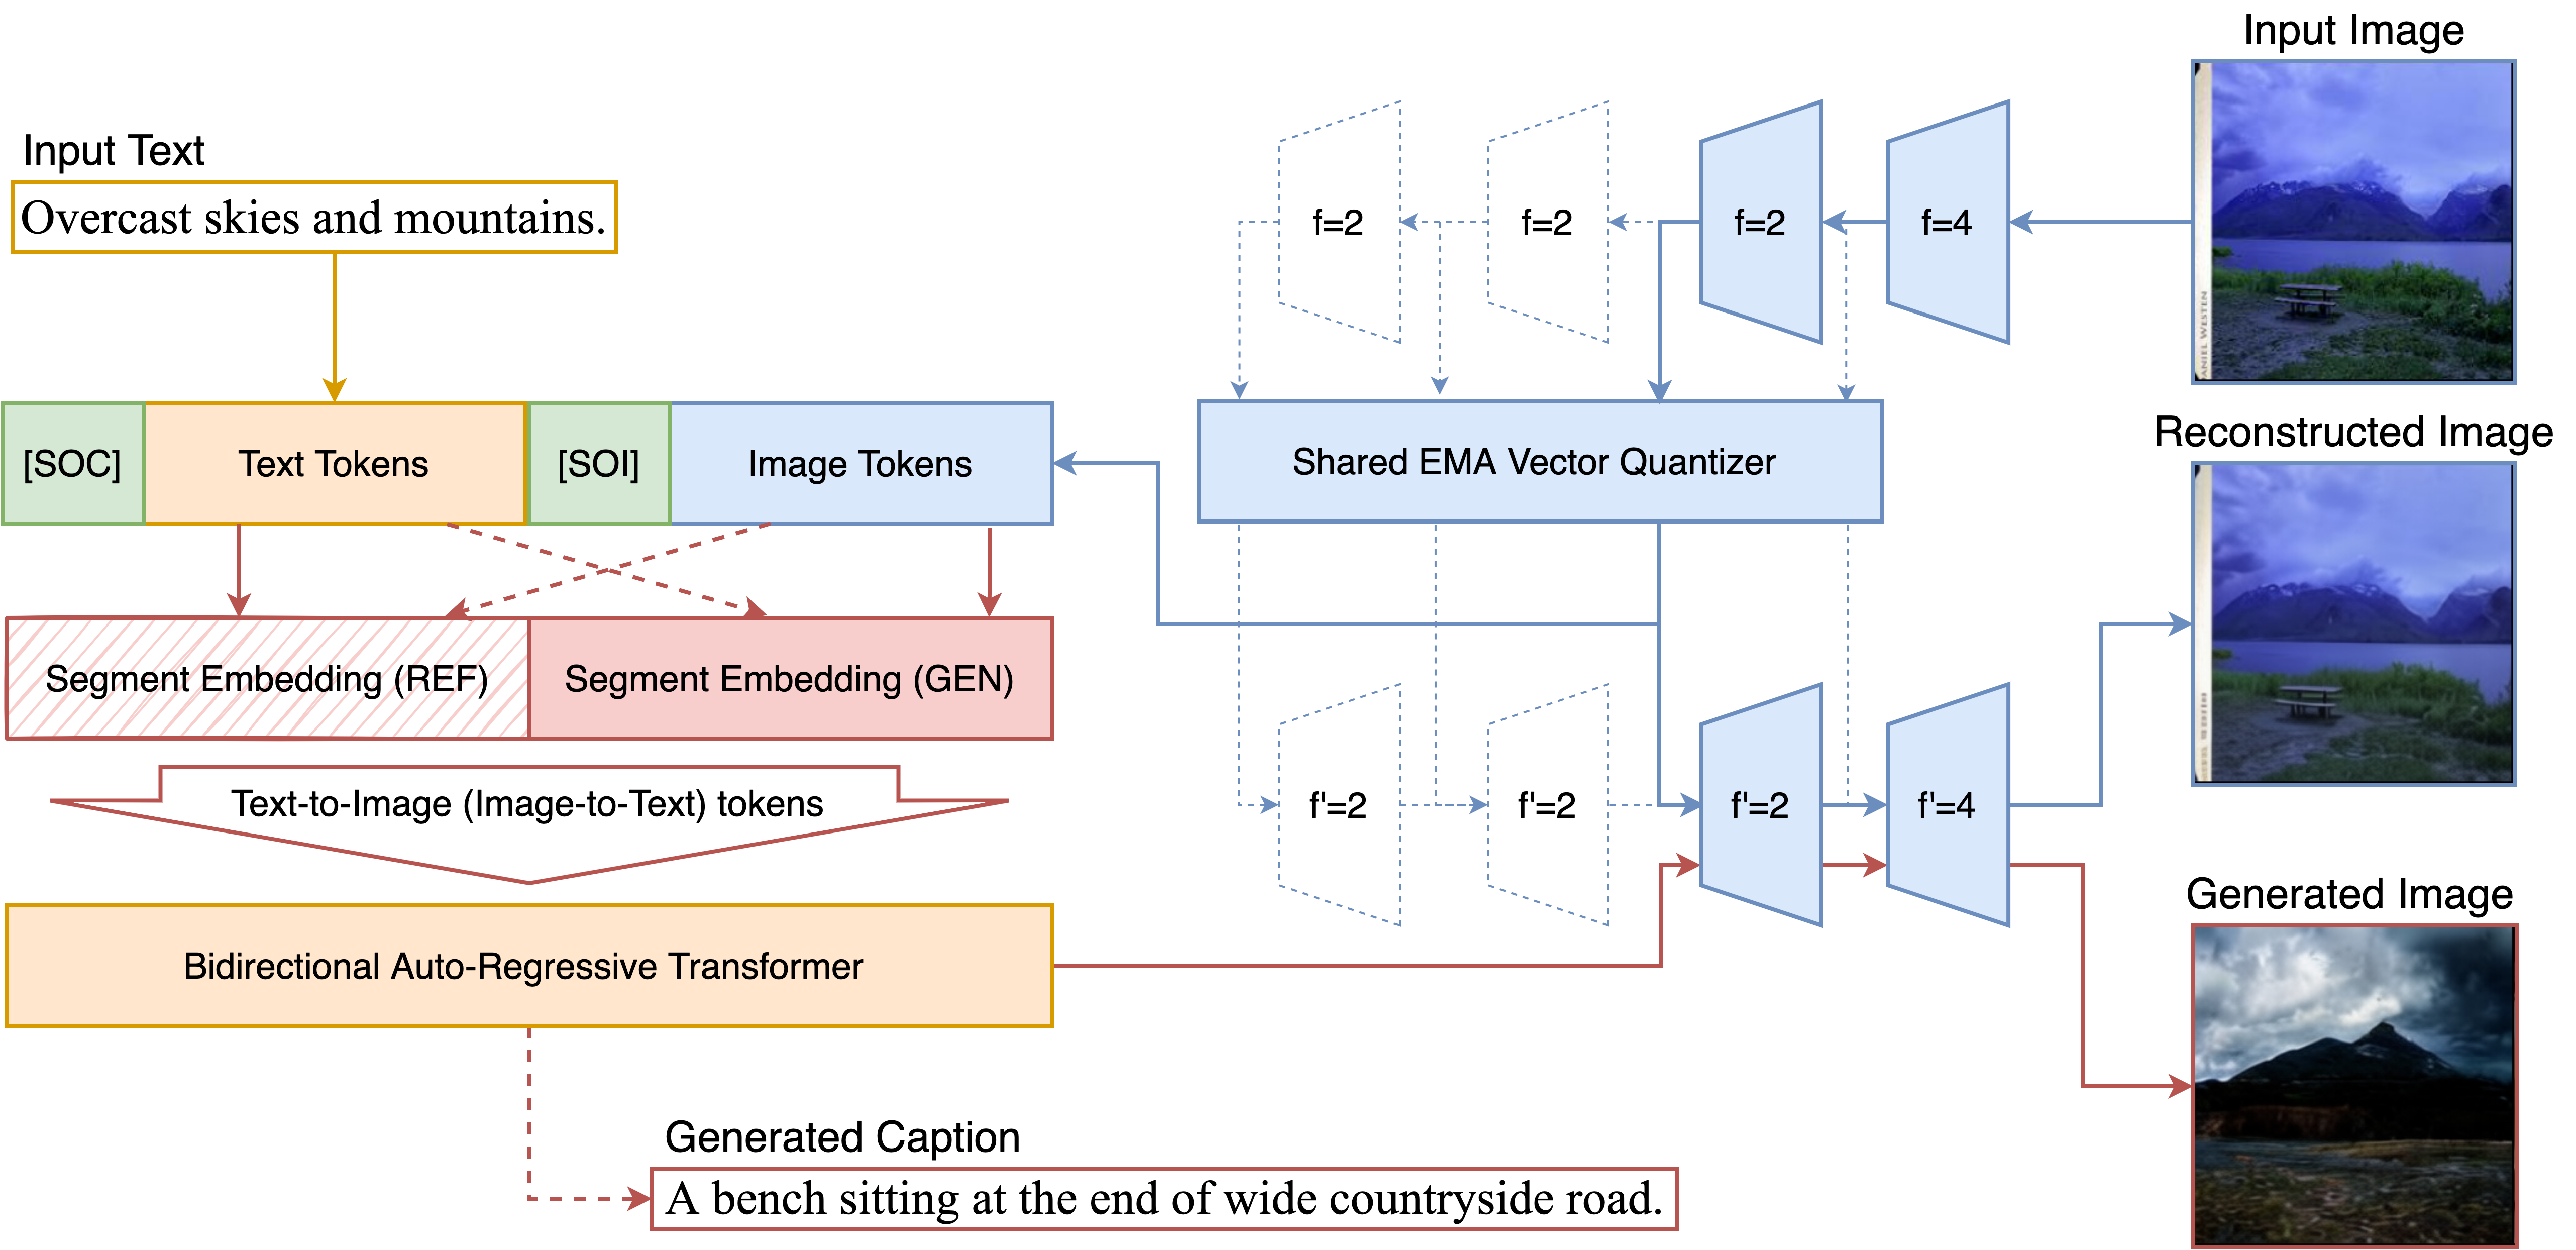 Input Text
Overcast skies and mountains.
[SOC]
Text Tokens
[SOI]
Image Tokens
Segment Embedding (REF)
Segment Embedding (GEN)
Text-to-Image (Image-to-Text) tokens
Bidirectional Auto-Regressive Transformer
Generated Caption
A bench sitting at the end of wide countryside road.
f=2
f=2
f=2
f=4
Shared EMA Vector Quantizer
f'=2
f'=2
f'=2
f'=4
Input Image
Reconstructed Image
Generated Image